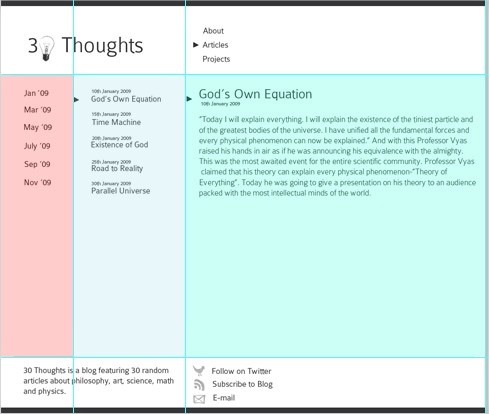 30 Thoughts
About
Articles
Projects
Jan '09
Mar '09
May '09
July '09
Sep '09
Nov '09
10th January 2009
God's Own Equation
15th January 2009
Time Machine
20th January 2009
Existence of God
25th January 2009
Road to Reality
30th January 2009
Parallel Universe
God's Own Equation
10th January 2009
"Today I will explain everything. I will explain the existence of the tiniest particle and
of the greatest bodies of the universe. I have unified all the fundamental forces and
every physical phenomenon can now be explained." And with this Professor Vyas
raised his hands in air as if he was announcing his equivalence with the almighty.
This was the most awaited event for the entire scientific community. Professor Vyas
claimed that his theory can explain every physical phenomenon-"Theory of
Everything". Today he was going to give a presentation on his theory to an audience
packed with the most intellectual minds of the world.
30 Thoughts is a blog featuring 30 random
articles about philosophy, art, science, math
and physics.
Follow on Twitter
Subscribe to Blog
E-mail